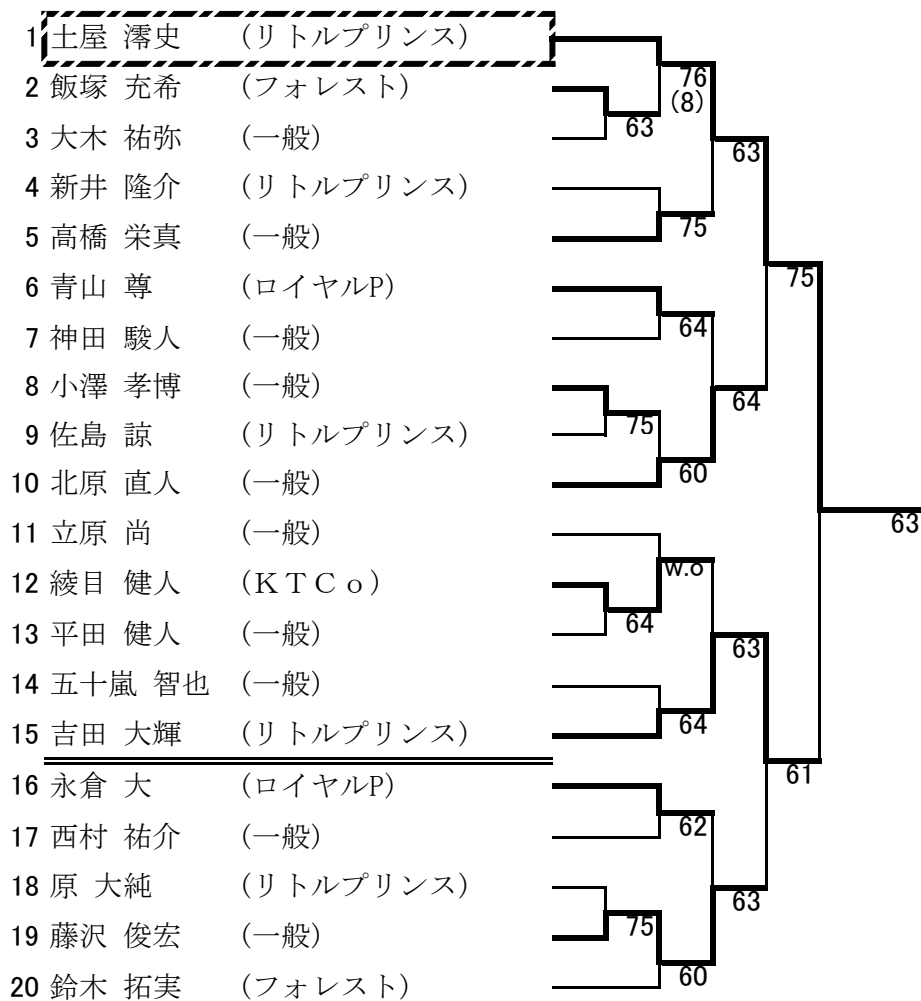 1 土屋 澪史 (リトルプリンス)
2 飯塚 充希 (フォレスト)
3 大木 祐弥 (一般)
4 新井 隆介 (リトルプリンス)
5 高橋 栄真 (一般)
6 青山 尊 (ロイヤルP)
7 神田 駿人 (一般)
8 小澤 孝博 (一般)
9 佐島 諒 (リトルプリンス)
10 北原 直人 (一般)
11 立原 尚 (一般)
12 綾目 健人 (KTCo)
13 平田 健人 (一般)
14 五十嵐 智也 (一般)
15 吉田 大輝 (リトルプリンス)
16 永倉 大 (ロイヤルP)
17 西村 祐介 (一般)
18 原 大純 (リトルプリンス)
19 藤沢 俊宏 (一般)
20 鈴木 拓実 (フォレスト)
63
75
64
75
76
(8)
75
64
60
w.o
64
62
60
63
64
63
63
75
61
63